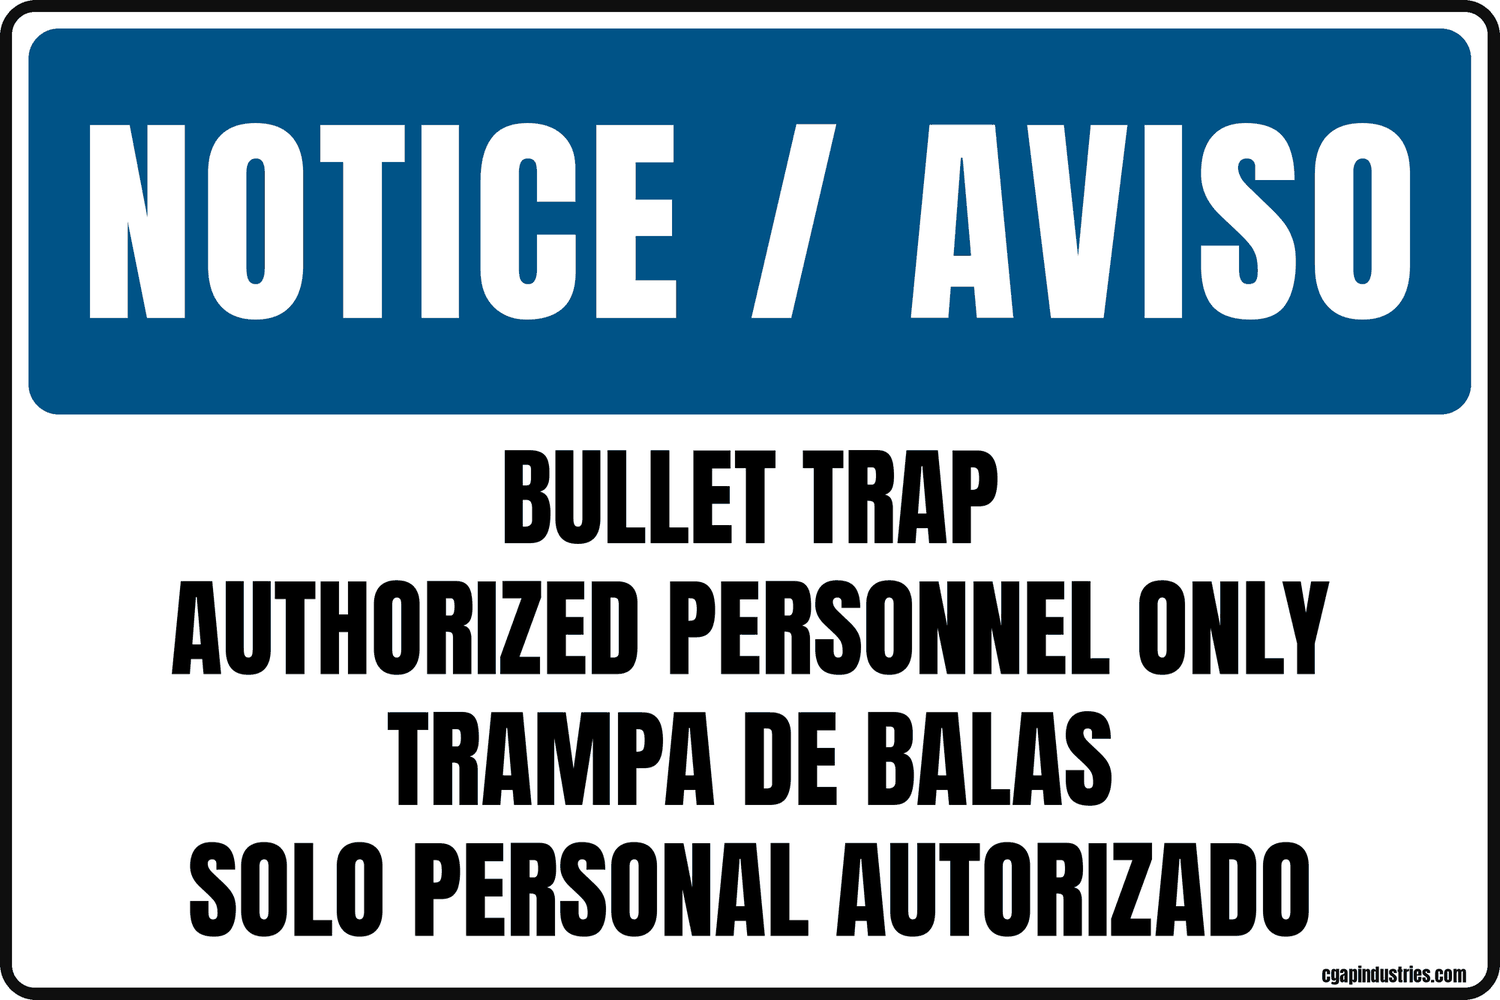 NOTICE / AVISO
BULLET TRAP
AUTHORIZED PERSONNEL ONLY
TRAMPA DE BALAS
SOLO PERSONAL AUTORIZADO
cgapindustries.com